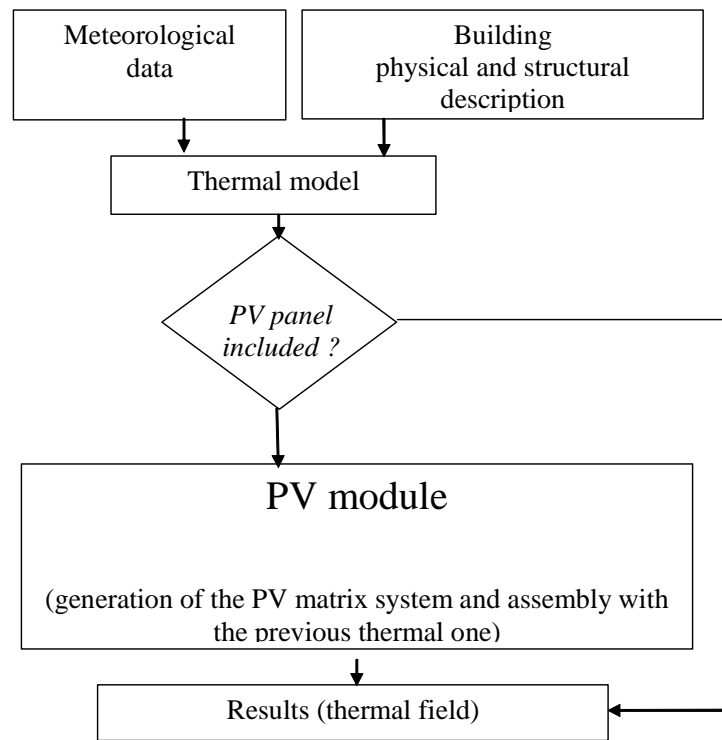 Meteorological
data
Building
physical and structural
description
Thermal model
PV panel
included ?
PV module
(generation of the PV matrix system and assembly with
the previous thermal one)
Results (thermal field)